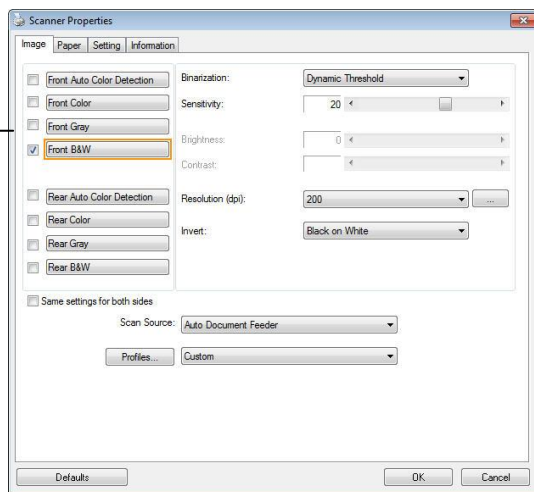 Scanner Properties
Image Paper Setting Information
Front Auto Color Detection
Front Color
Front Gray
Front B&W
Rear Auto Color Detection
Rear Color
Rear Gray
Rear B&W
Binarization: Dynamic Threshold
Sensitivity: 20
Brightness: 0
Contrast:
Resolution (dpi): 200 ...
Invert: Black on White
Same settings for both sides
Scan Source: Auto Document Feeder
Profiles... Custom
Defaults OK Cancel